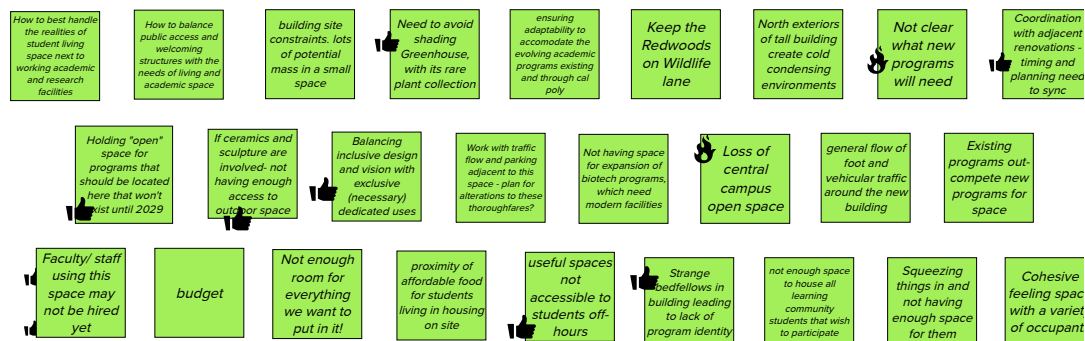 How to best handle
the realities of
student living
space next to
working academic
and research
facilities
How to balance
public access and
welcoming
structures with the
needs of living and
academic space
building site
constraints. lots of
potential
mass in a small
space
Need to avoid
shading
Greenhouse,
with its rare
plant collection
ensuring
adaptability to
accomodate the
evolving academic
programs existing
and through cal
poly
Keep the
Redwoods
on Wildlife
lane
North exteriors
of tall building
create cold
condensing
environments
Not clear
what new
programs
will need
Coordination
with adjacent
renovations -
timing and
planning need
to sync
Holding "open"
space for
programs that
should be located
here that won't
exist until 2029
If ceramics and
sculpture are
involved- not
having enough
access to
outdoor space
Balancing
inclusive design
and vision with
exclusive
(necessary)
dedicated uses
Work with traffic
flow and parking
adjacent to this
space - plan for
alterations to these
thoroughfares?
Not having space
for expansion of
biotech programs,
which need
modern facilities
Loss of
central
campus
open space
general flow of
foot and
vehicular traffic
around the new
building
Existing
programs out-
compete new
programs for
space
Faculty/ staff
using this
space may
not be hired
yet
budget
Not enough
room for
everything
we want to
put in it!
proximity of
affordable food
for students
living in housing
on site
useful spaces
not
accessible to
students off-
hours
Strange
bedfellows in
building leading
to lack of
program identity
not enough space
to house all
learning
community
students that wish
to participate
Squeezing
things in and
not having
enough space
for them
Cohesive
feeling space
with a variety
of occupant